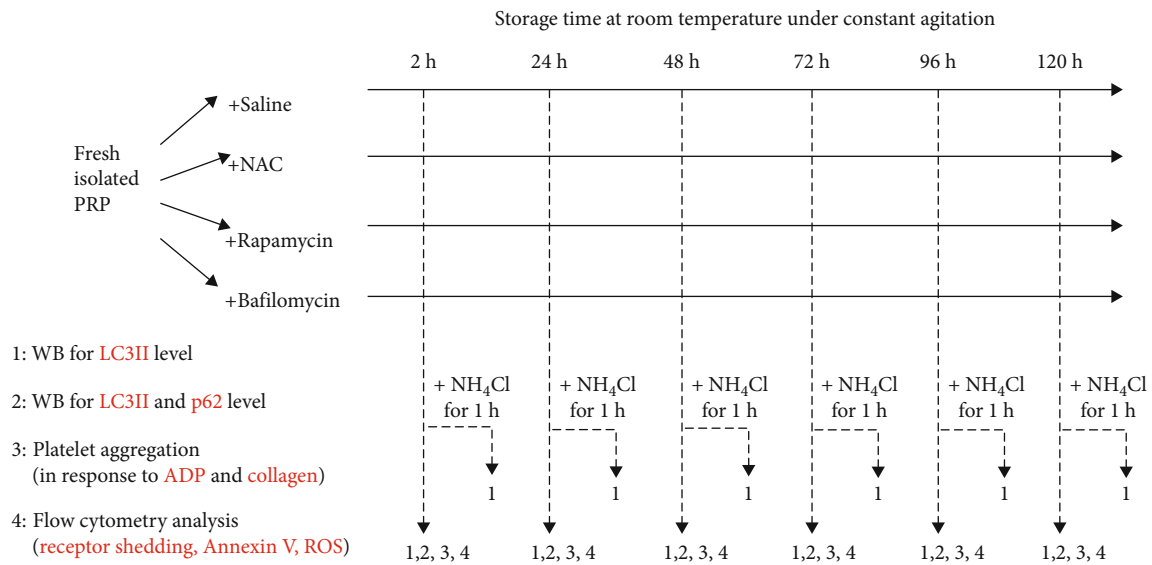 Storage time at room temperature under constant agitation
2 h 24 h 48 h 72 h 96 h 120 h
+Saline
Fresh
isolated
PRP
+NAC
+Rapamycin
+Bafilomycin
1: WB for LC3II level
2: WB for LC3II and p62 level
3: Platelet aggregation
(in response to ADP and collagen)
4: Flow cytometry analysis
(receptor shedding, Annexin V, ROS)
+ NH₄Cl + NH₄Cl + NH₄Cl + NH₄Cl + NH₄Cl + NH₄Cl
for 1 h for 1 h for 1 h for 1 h for 1 h for 1 h
1 1 1 1 1 1
1,2, 3, 4 1,2, 3, 4 1,2, 3, 4 1,2, 3, 4 1,2, 3, 4 1,2, 3, 4